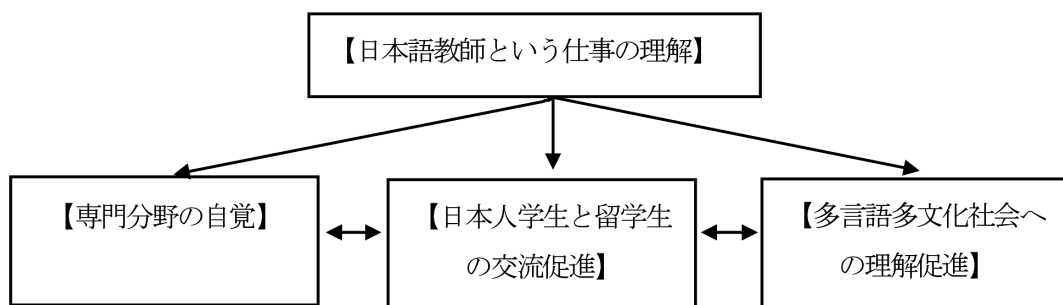 【日本語教師という仕事の理解】
【専門分野の自覚】
【日本人学生と留学生
の交流促進】
【多言語多文化社会へ
の理解促進】